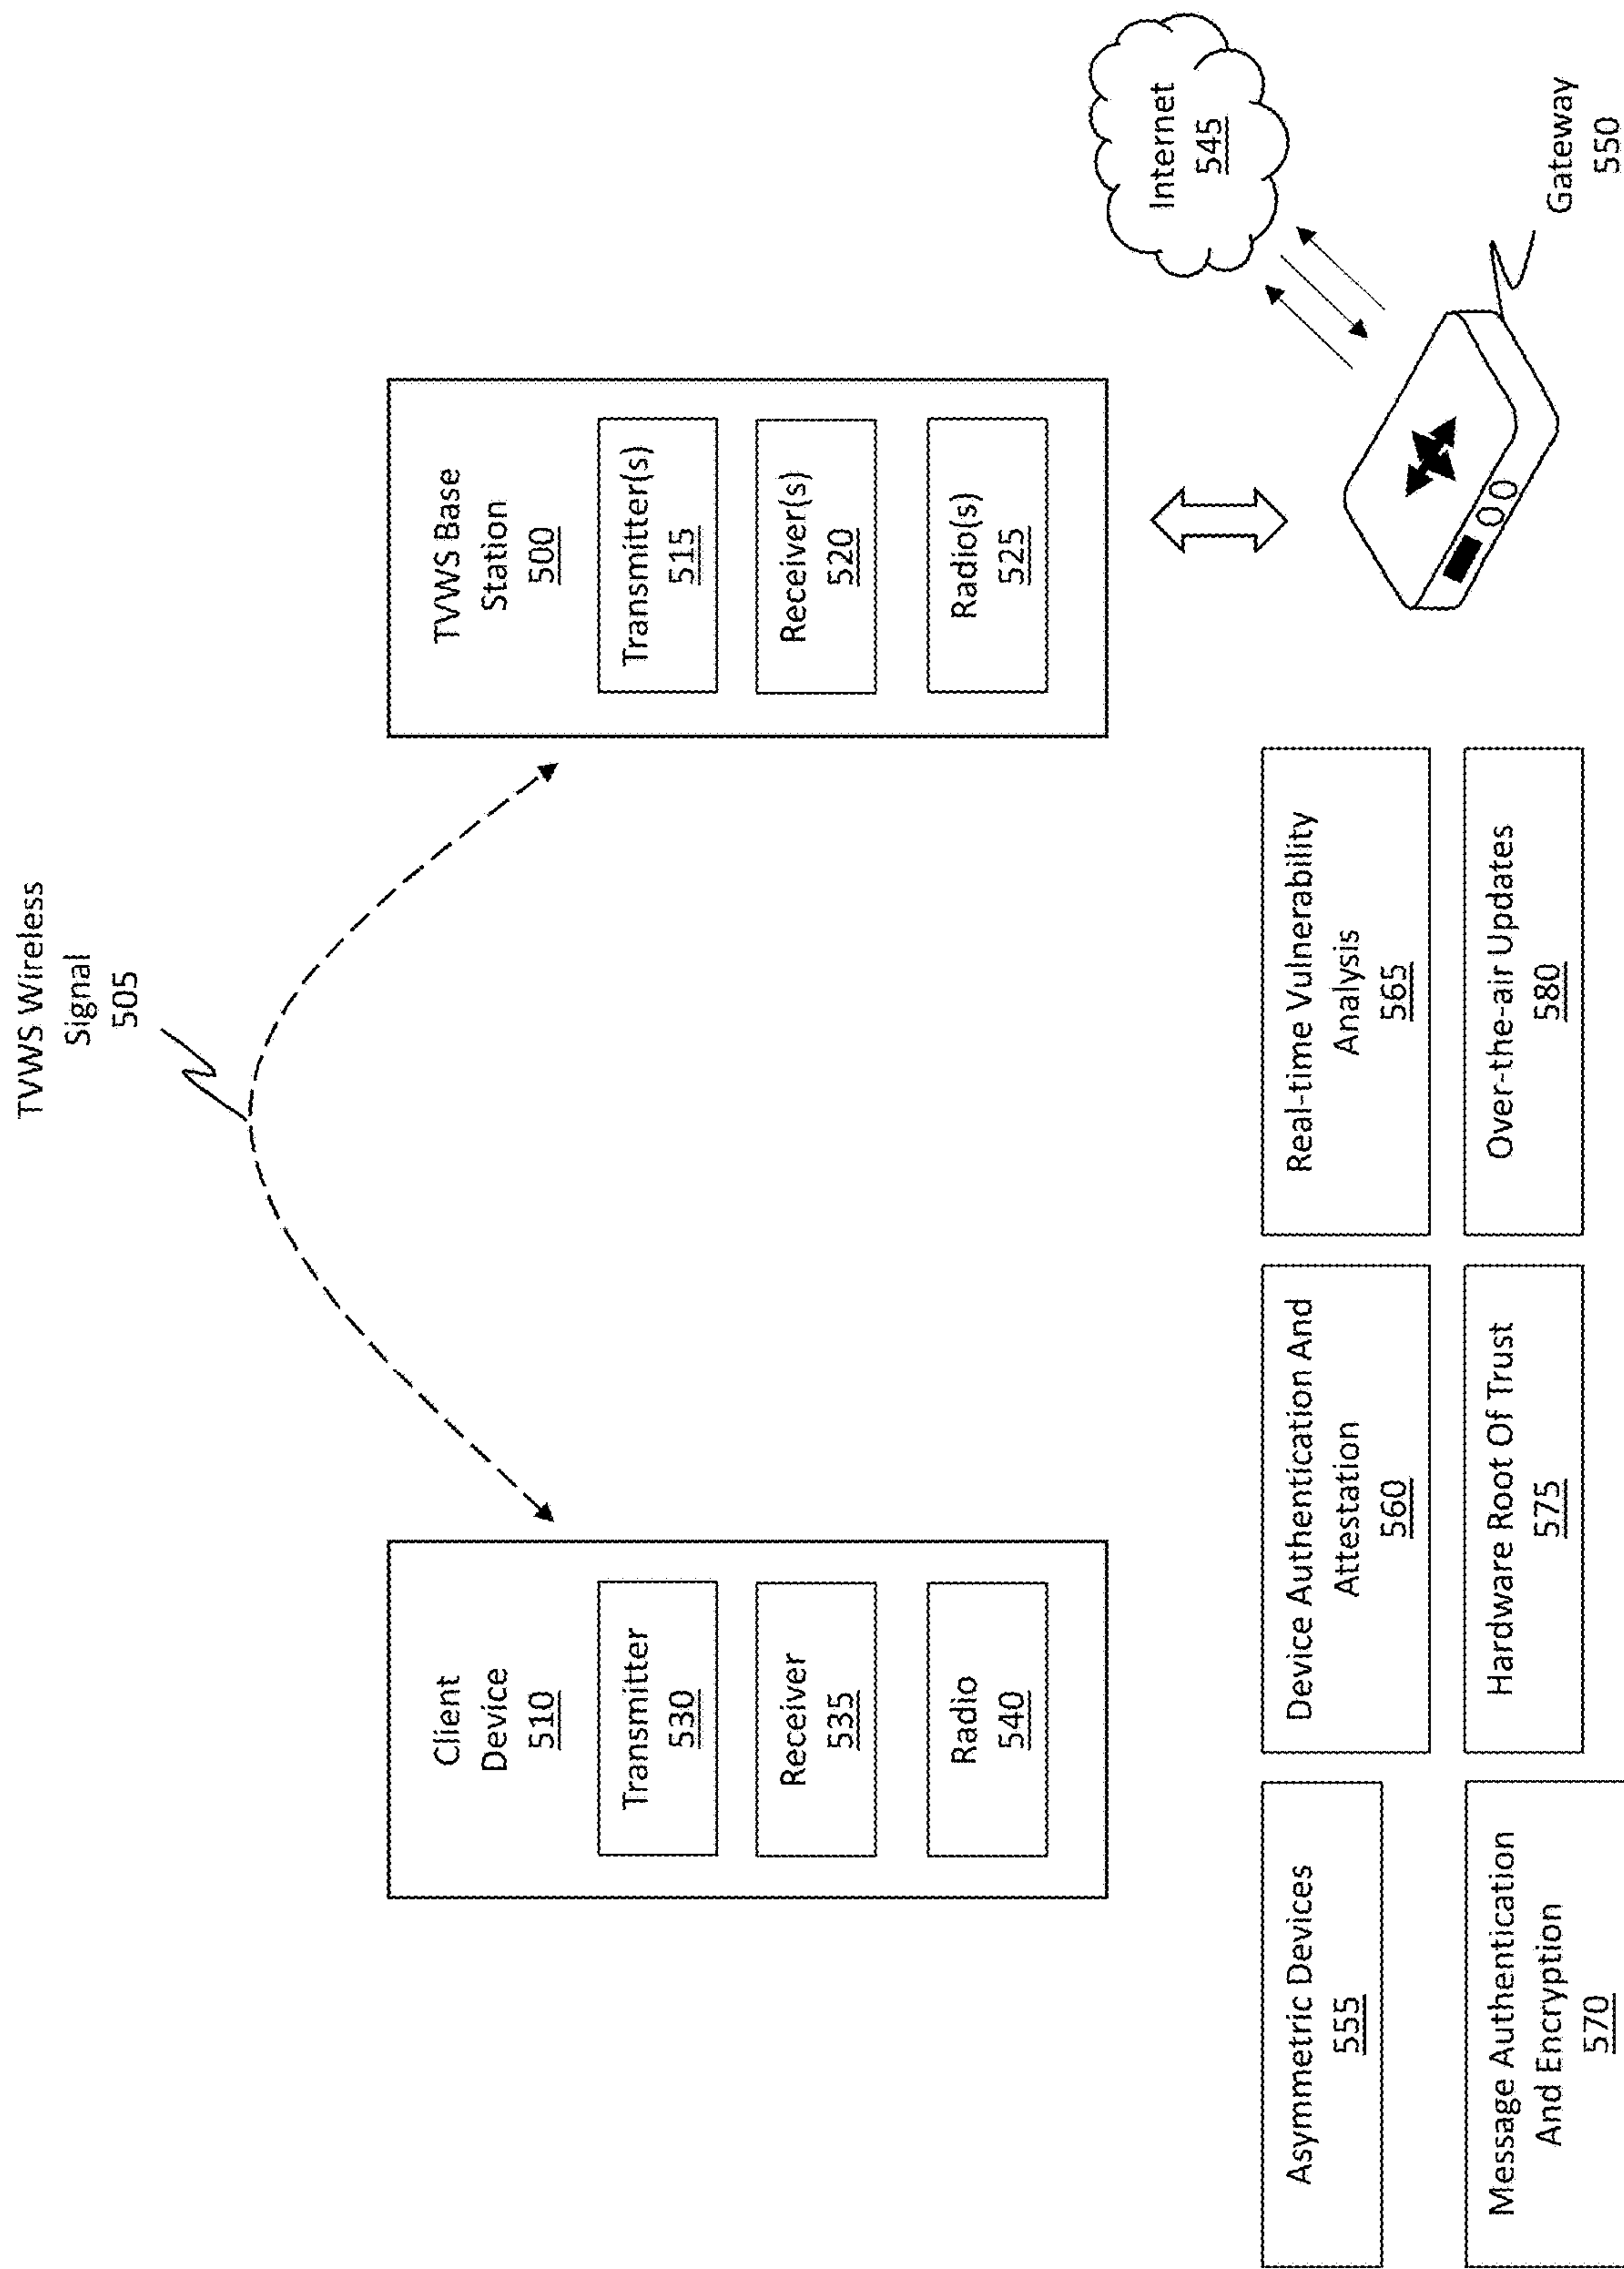 TVWS Wireless
Signal
505
Client
Device
510
Transmitter
530
Receiver
535
Radio
540
TVWS Base
Station
500
Transmitter(s)
515
Receiver(s)
520
Radio(s)
525
Internet
545
Gateway
550
Asymmetric Devices
555
Device Authentication And
Attestation
560
Real-time Vulnerability
Analysis
565
Message Authentication
And Encryption
570
Hardware Root Of Trust
575
Over-the-air Updates
580